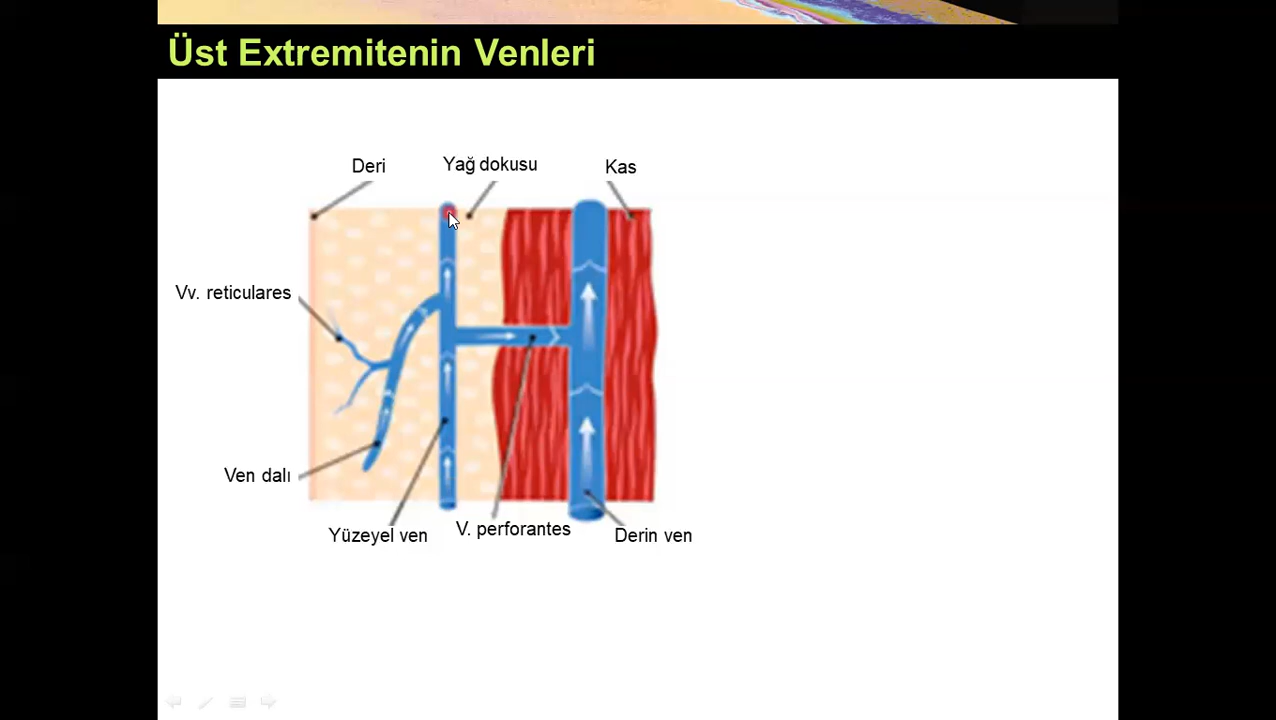 Üst Extremitenin Venleri
Deri
Yağ dokusu
Kas
Vv. reticulares
Ven dalı
Yüzeyel ven
V. perforantes
Derin ven